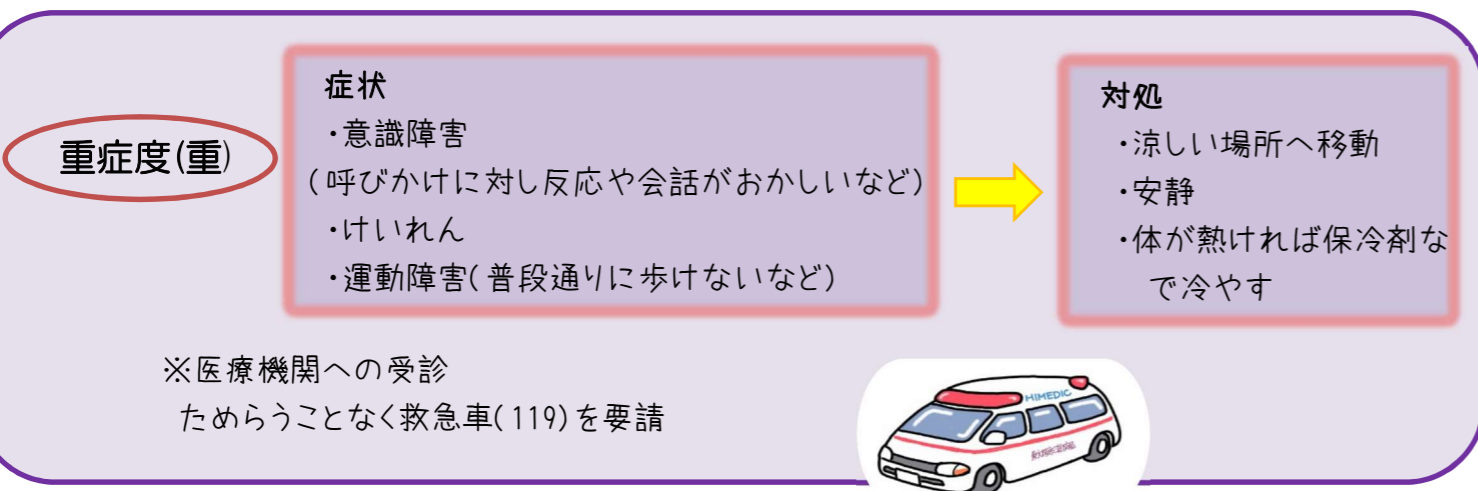 重症度(重)
症状
・意識障害
(呼びかけに対し反応や会話がおかしいなど)
・けいれん
・運動障害(普段通りに歩けないなど)
対処
・涼しい場所へ移動
・安静
・体が熱ければ保冷剤な
で冷やす
※医療機関への受診
ためらうことなく救急車(119)を要請
HIMEDIC